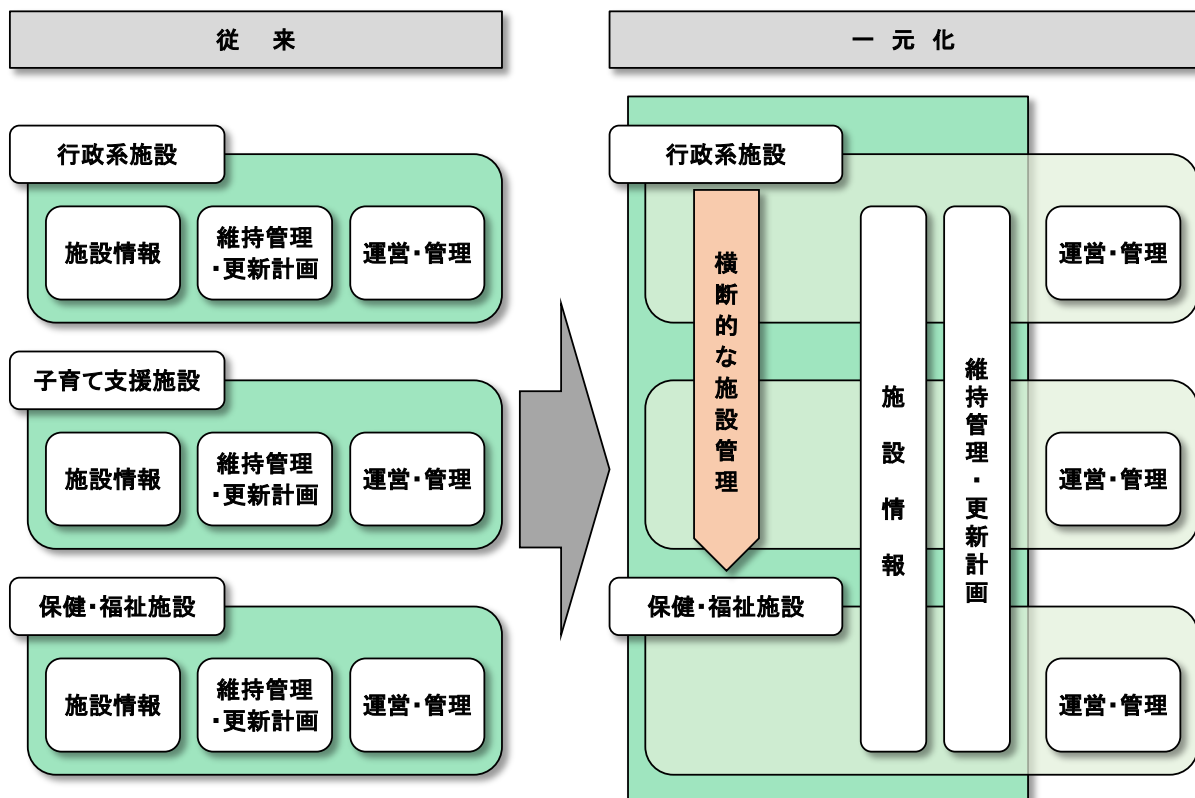 従 来
行政系施設
施設情報
維持管理
・更新計画
運営・管理
子育て支援施設
施設情報
維持管理
・更新計画
運営・管理
保健・福祉施設
施設情報
維持管理
・更新計画
運営・管理
一 元 化
行政系施設
横断的な施設管理
保健・福祉施設
施設情報
維持管理・更新計画
運営・管理
運営・管理
運営・管理